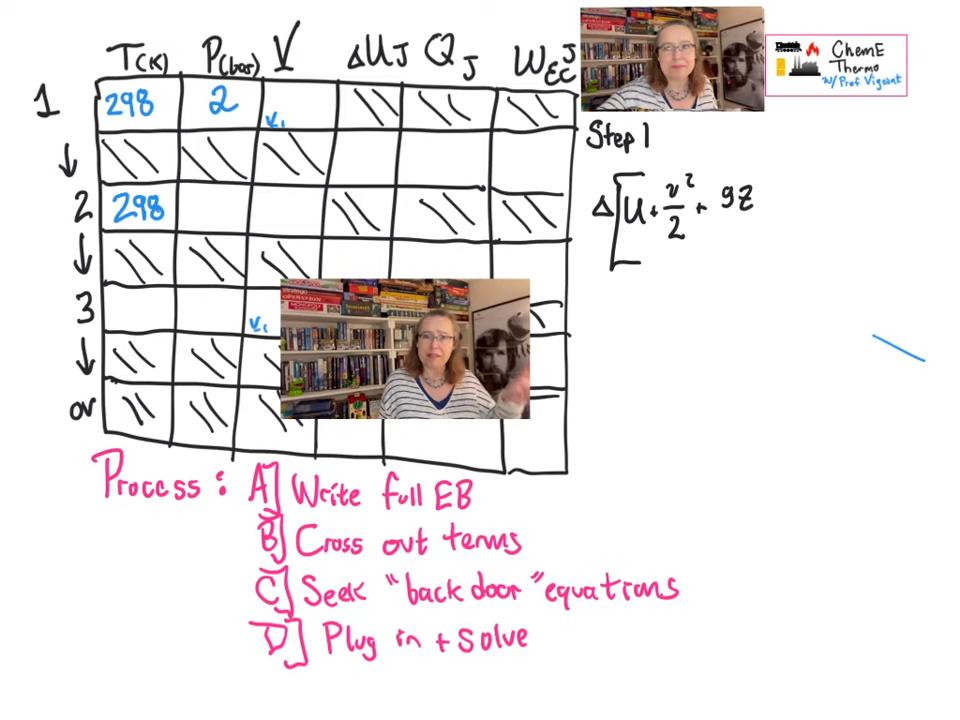 T(K) P(bar) V ΔU J Q J W EC J
1 298 2 V₁
↓
2 298
↓
3 V₁
↓
or
ChemE
Thermo
w/ Prof Vigeant
Step 1
Δ[U + v²/2 + gz
Process : A] Write full EB
B] Cross out terms
C] Seek "back door" equations
D] Plug in + solve